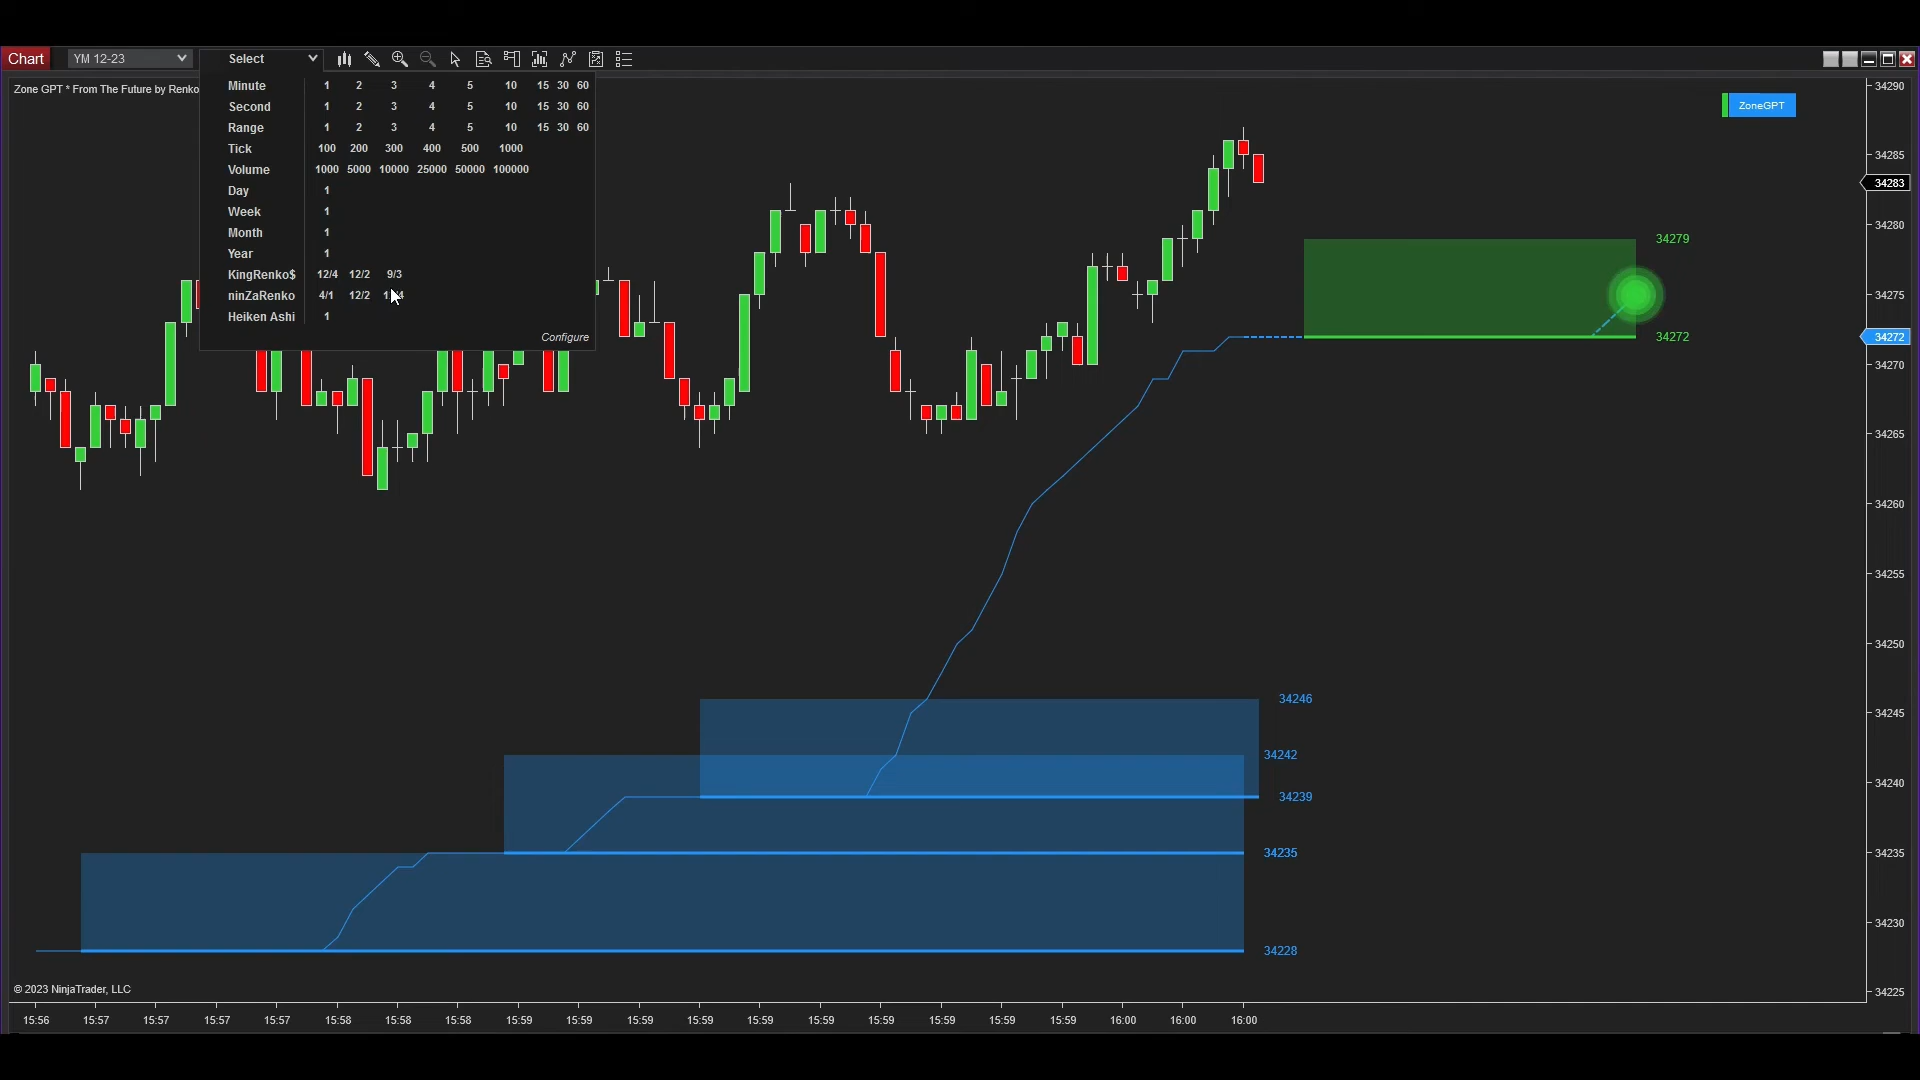 Chart YM 12-23 Select
Zone GPT * From The Future by Renko
Minute 1 2 3 4 5 10 15 30 60
Second 1 2 3 4 5 10 15 30 60
Range 1 2 3 4 5 10 15 30 60
Tick 100 200 300 400 500 1000
Volume 1000 5000 10000 25000 50000 100000
Day 1
Week 1
Month 1
Year 1
KingRenko$ 12/4 12/2 9/3
ninZaRenko 4/1 12/2
Heiken Ashi 1
Configure
ZoneGPT
34279
34272
34246
34242
34239
34235
34228
34290
34285
34283
34280
34275
34272
34270
34265
34260
34255
34250
34245
34240
34235
34230
34225
© 2023 NinjaTrader, LLC
15:56 15:57 15:57 15:57 15:57 15:58 15:58 15:58 15:59 15:59 15:59 15:59 15:59 15:59 15:59 15:59 15:59 15:59 16:00 16:00 16:00